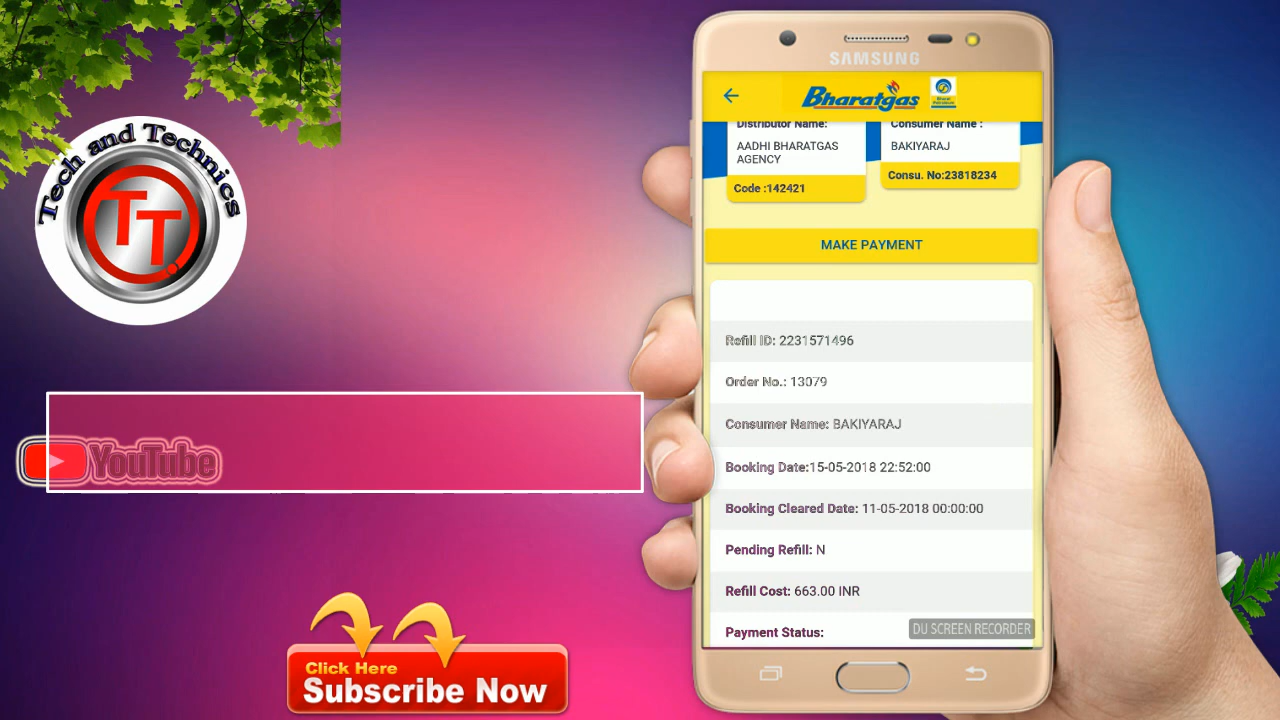 Tech and Technics
TT
YouTube
Click Here
Subscribe Now
SAMSUNG
Bharatgas
Distributor Name:
AADHI BHARATGAS
AGENCY
Code :142421
Consumer Name :
BAKIYARAJ
Consu. No:23818234
MAKE PAYMENT
Refill ID: 2231571496
Order No.: 13079
Consumer Name: BAKIYARAJ
Booking Date:15-05-2018 22:52:00
Booking Cleared Date: 11-05-2018 00:00:00
Pending Refill: N
Refill Cost: 663.00 INR
Payment Status:
DU SCREEN RECORDER